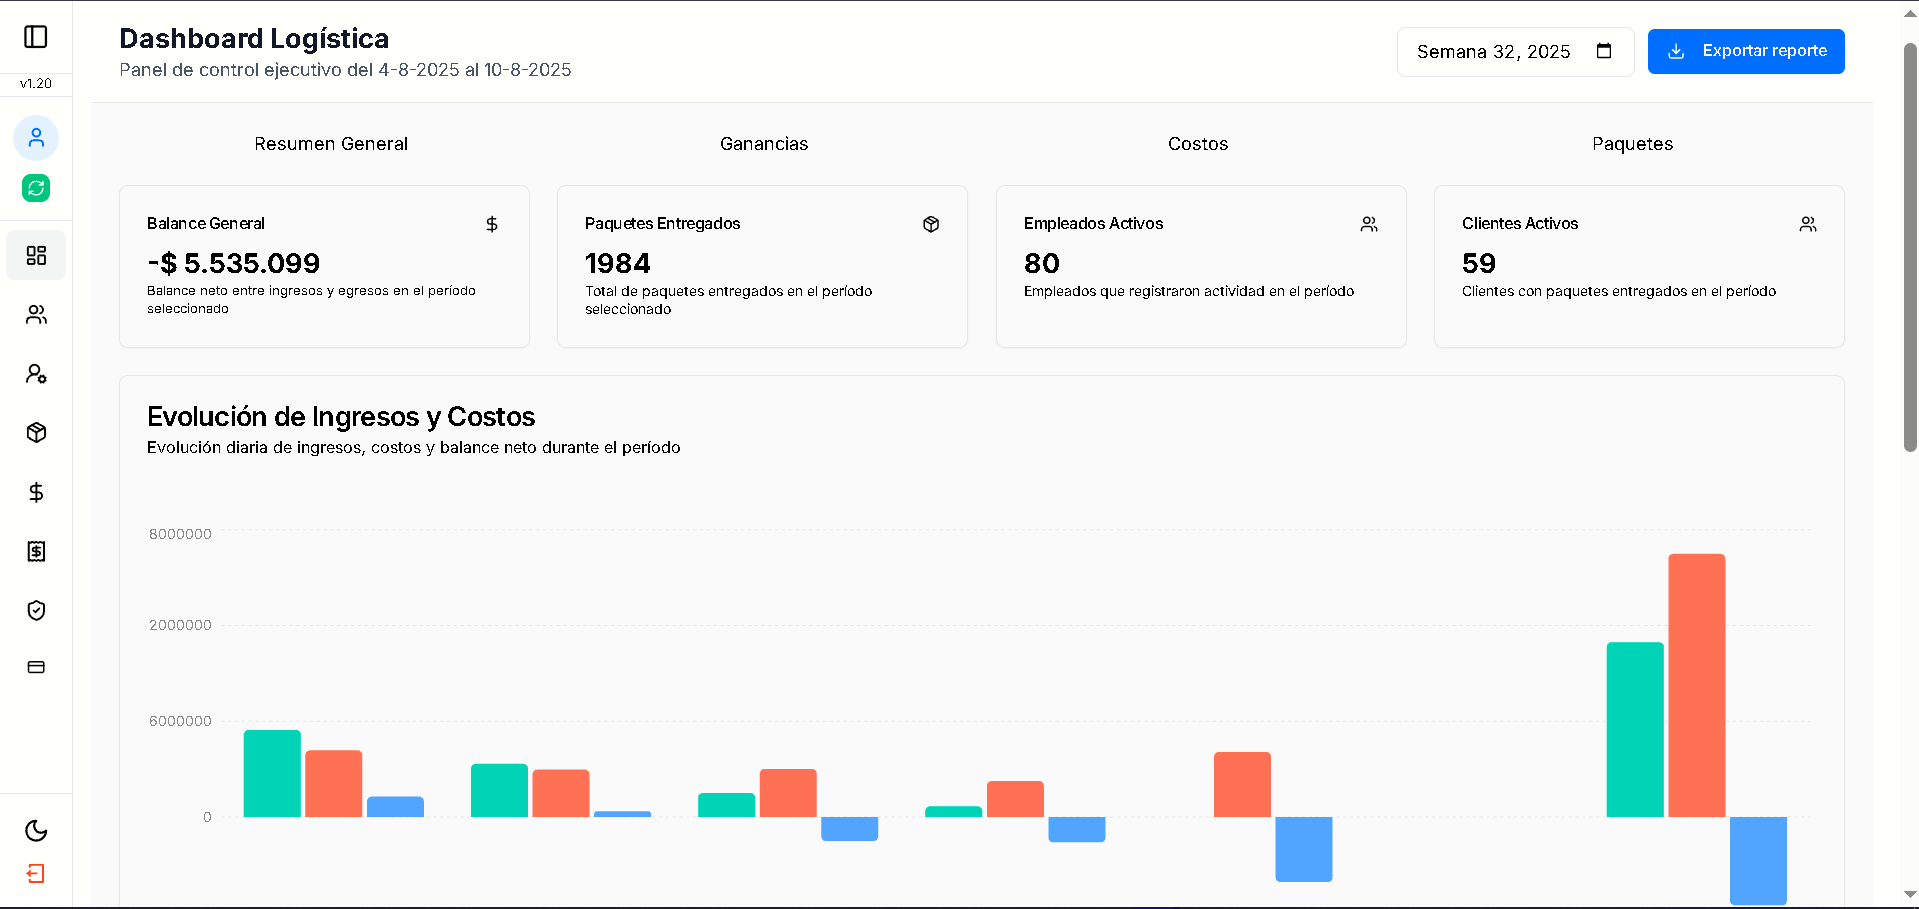 Dashboard Logística
Panel de control ejecutivo del 4-8-2025 al 10-8-2025
Semana 32, 2025
Exportar reporte
v1.20
Resumen General
Ganancias
Costos
Paquetes
Balance General
-$ 5.535.099
Balance neto entre ingresos y egresos en el período
seleccionado
Paquetes Entregados
1984
Total de paquetes entregados en el período
seleccionado
Empleados Activos
80
Empleados que registraron actividad en el período
Clientes Activos
59
Clientes con paquetes entregados en el período
Evolución de Ingresos y Costos
Evolución diaria de ingresos, costos y balance neto durante el período
8000000
2000000
6000000
0